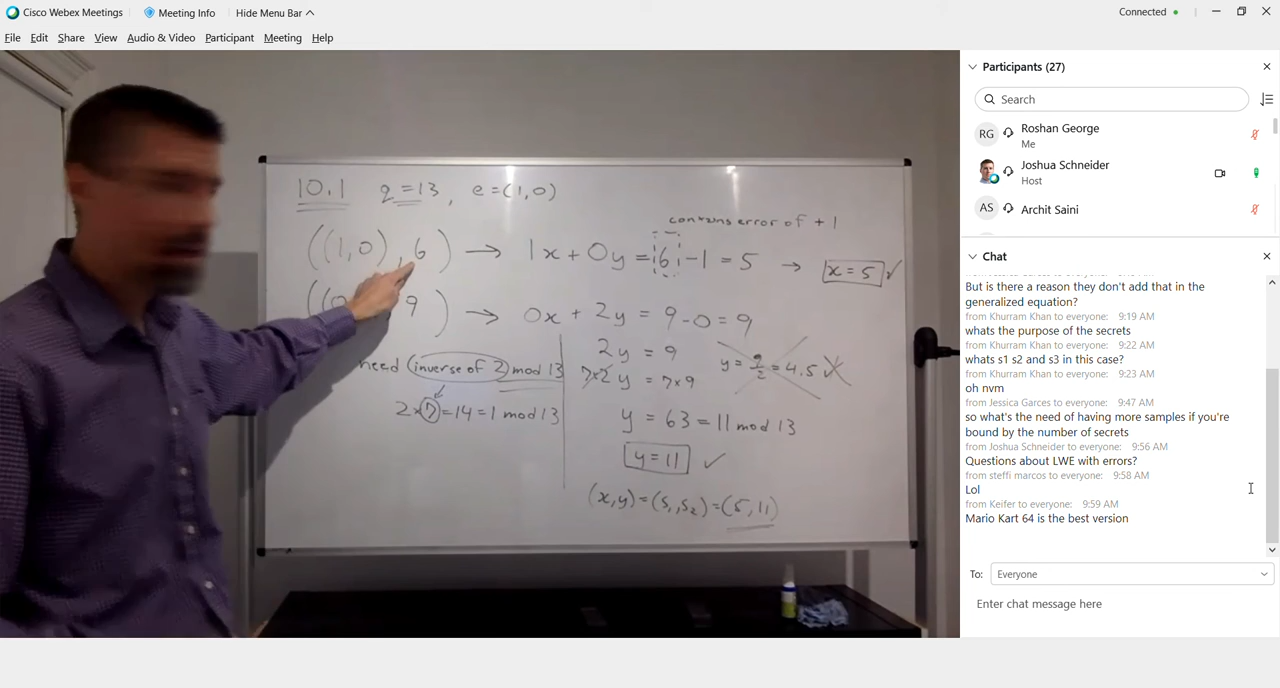 Cisco Webex Meetings Meeting Info Hide Menu Bar Connected
File Edit Share View Audio & Video Participant Meeting Help
10.1 q = 13, e = (1,0)
contains error of +1
((1,0), 6) → 1x + 0y = 6 - 1 = 5 → x = 5 ✓
((0 9) → 0x + 2y = 9 - 0 = 9
need (inverse of 2) mod 13
2 × 7 = 14 = 1 mod 13
2y = 9
7×2y = 7×9
y = 9/2 = 4.5
y = 63 = 11 mod 13
y = 11 ✓
(x,y) = (s₁,s₂) = (5,11)
Participants (27)
Search
RG Roshan George
Me
Joshua Schneider
Host
AS Archit Saini
Chat
But is there a reason they don't add that in the
generalized equation?
from Khurram Khan to everyone: 9:19 AM
whats the purpose of the secrets
from Khurram Khan to everyone: 9:22 AM
whats s1 s2 and s3 in this case?
from Khurram Khan to everyone: 9:23 AM
oh nvm
from Jessica Garces to everyone: 9:47 AM
so what's the need of having more samples if you're
bound by the number of secrets
from Joshua Schneider to everyone: 9:56 AM
Questions about LWE with errors?
from steffi marcos to everyone: 9:58 AM
Lol
from Keifer to everyone: 9:59 AM
Mario Kart 64 is the best version
To: Everyone
Enter chat message here